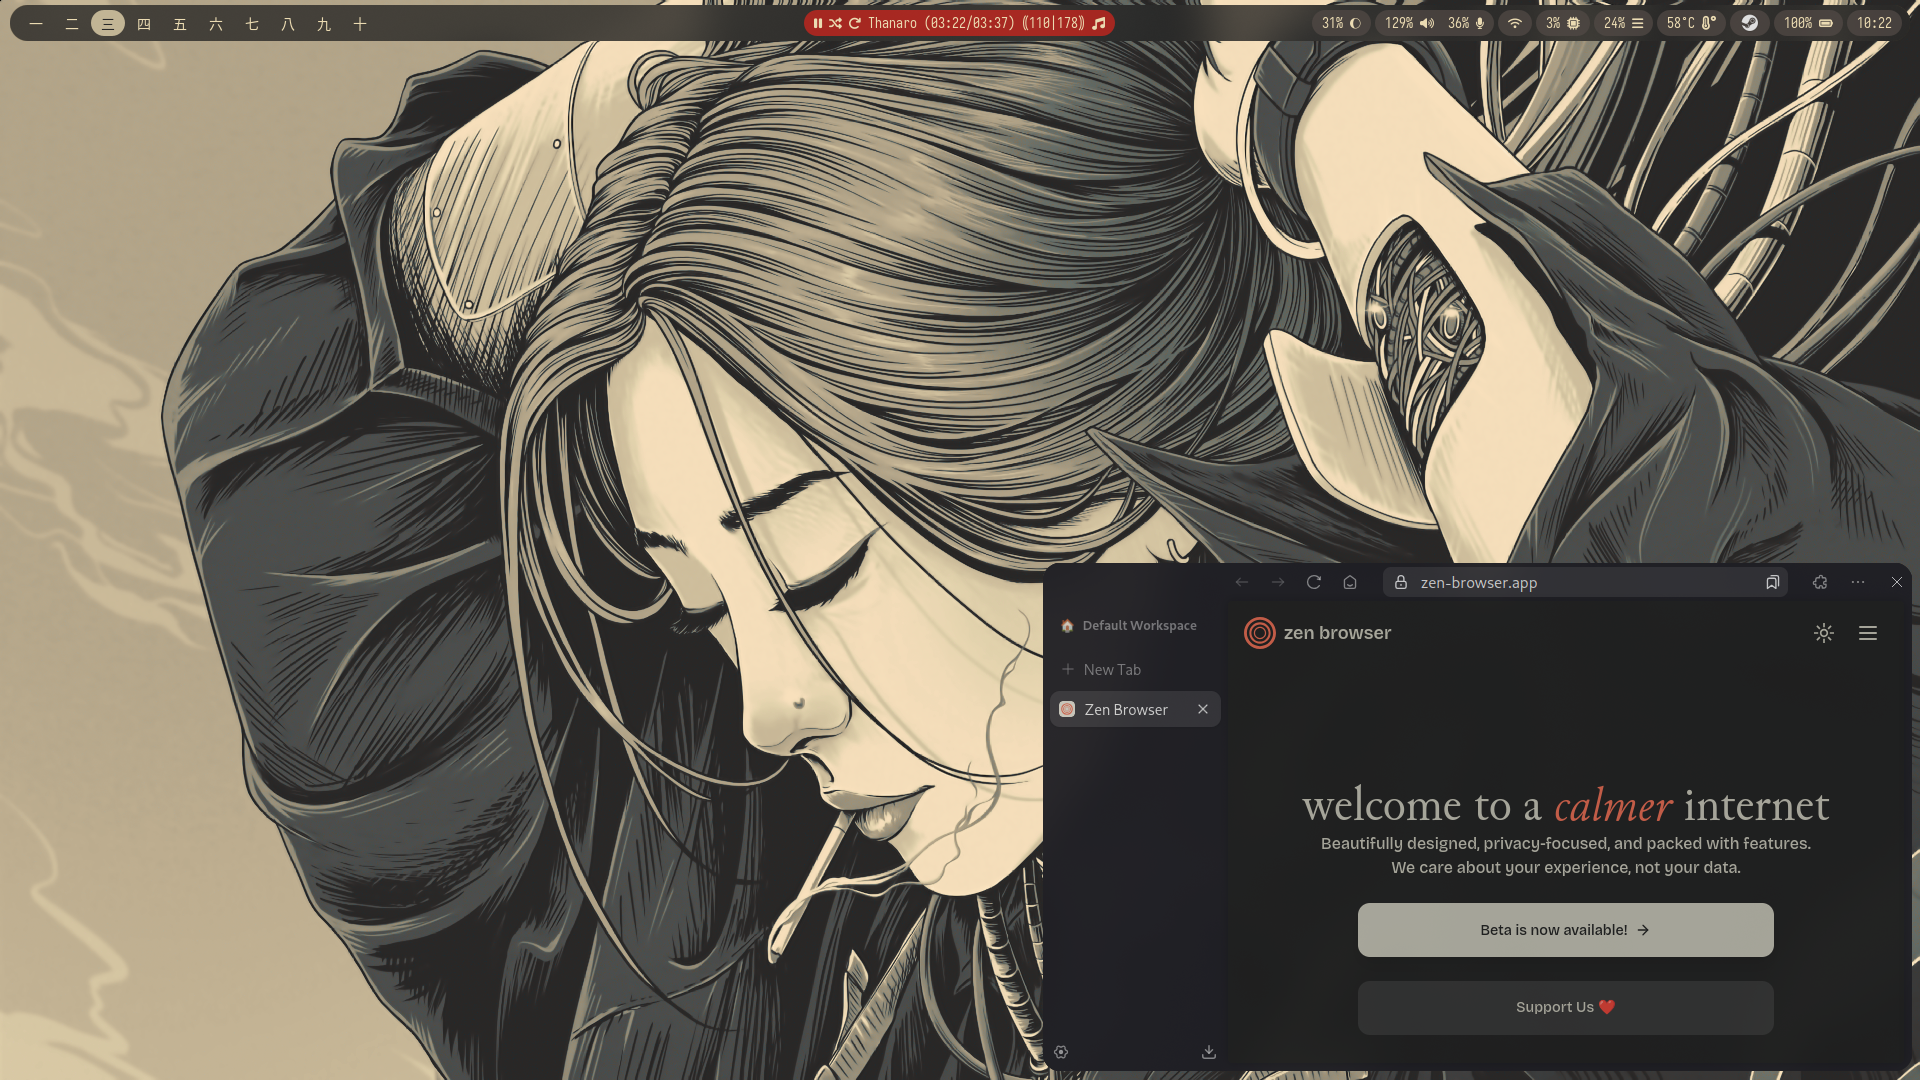 一 二 三 四 五 六 七 八 九 十
Thanaro (03:22/03:37) ⟪110|178⟫
31% 129% 36% 3% 24% 58°C 100% 10:22
zen-browser.app
Default Workspace
New Tab
Zen Browser
zen browser
welcome to a calmer internet
Beautifully designed, privacy-focused, and packed with features.
We care about your experience, not your data.
Beta is now available! →
Support Us ❤️